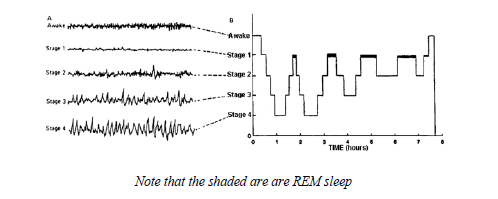 A
Awake
Stage 1
Stage 2
Stage 3
Stage 4
B
Awake
Stage 1
Stage 2
Stage 3
Stage 4
0 1 2 3 4 5 6 7 8
TIME (hours)
Note that the shaded are are REM sleep